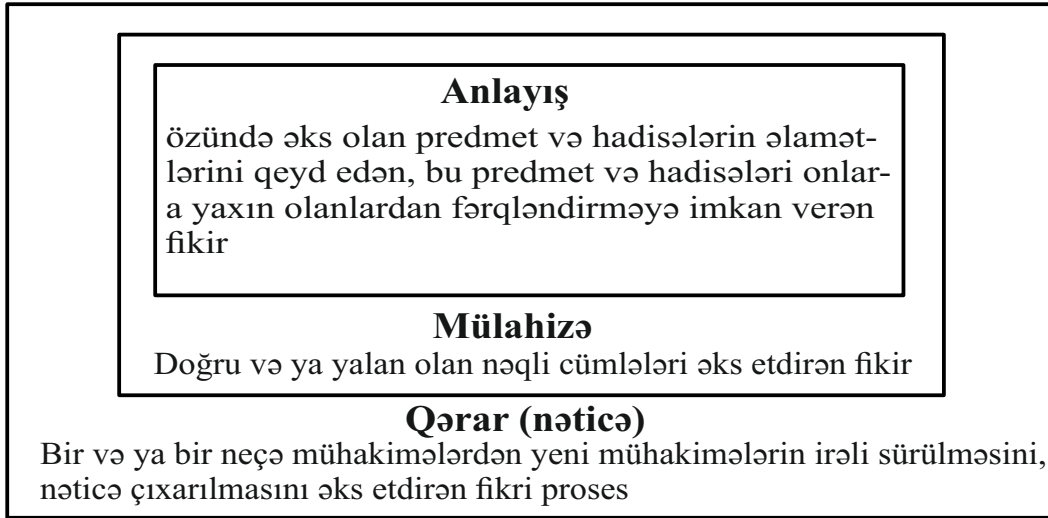 Anlayış
özündə əks olan predmet və hadisələrin əlamət-
lərini qeyd edən, bu predmet və hadisələri onlar-
a yaxın olanlardan fərqləndirməyə imkan verən
fikir
Mülahizə
Doğru və ya yalan olan nəqli cümlələri əks etdirən fikir
Qərar (nəticə)
Bir və ya bir neçə mühakimələrdən yeni mühakimələrin irəli sürülməsini,
nəticə çıxarılmasını əks etdirən fikri proses